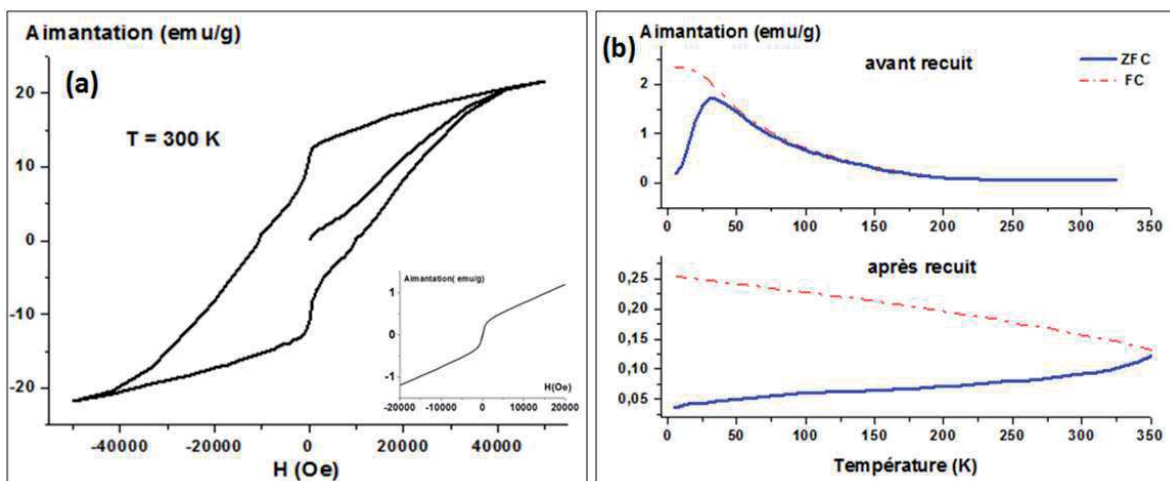 Aimantation (emu/g)
(a)
T = 300 K
20
10
0
-10
-20
-40000 -20000 0 20000 40000
H (Oe)
Aimantation( emu/g)
1
0
-1
-20000 -10000 0 10000 20000
H(Oe)
(b)
Aimantation (emu/g)
avant recuit
ZFC
FC
2
1
0
0 50 100 150 200 250 300 350
après recuit
0,25
0,20
0,15
0,10
0,05
0 50 100 150 200 250 300 350
Température (K)